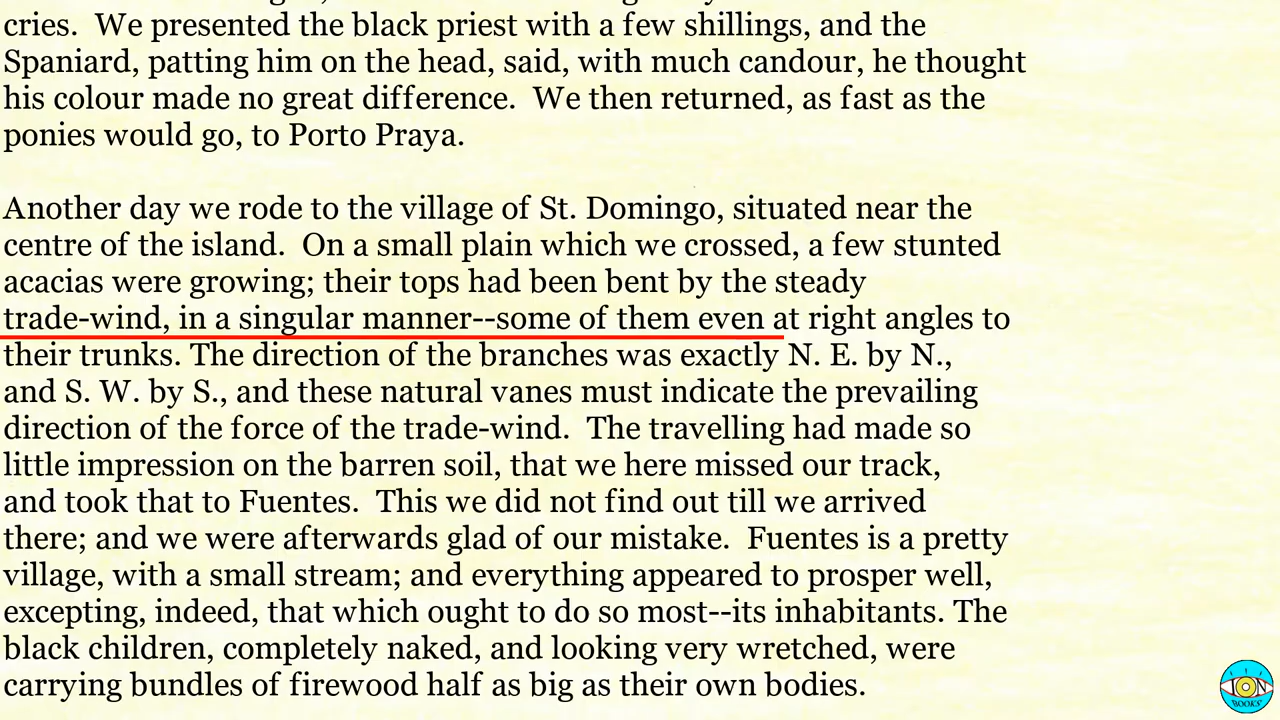 cries.  We presented the black priest with a few shillings, and the
Spaniard, patting him on the head, said, with much candour, he thought
his colour made no great difference.  We then returned, as fast as the
ponies would go, to Porto Praya.
Another day we rode to the village of St. Domingo, situated near the
centre of the island.  On a small plain which we crossed, a few stunted
acacias were growing; their tops had been bent by the steady
trade-wind, in a singular manner--some of them even at right angles to
their trunks. The direction of the branches was exactly N. E. by N.,
and S. W. by S., and these natural vanes must indicate the prevailing
direction of the force of the trade-wind.  The travelling had made so
little impression on the barren soil, that we here missed our track,
and took that to Fuentes.  This we did not find out till we arrived
there; and we were afterwards glad of our mistake.  Fuentes is a pretty
village, with a small stream; and everything appeared to prosper well,
excepting, indeed, that which ought to do so most--its inhabitants. The
black children, completely naked, and looking very wretched, were
carrying bundles of firewood half as big as their own bodies.
ION
BOOKS